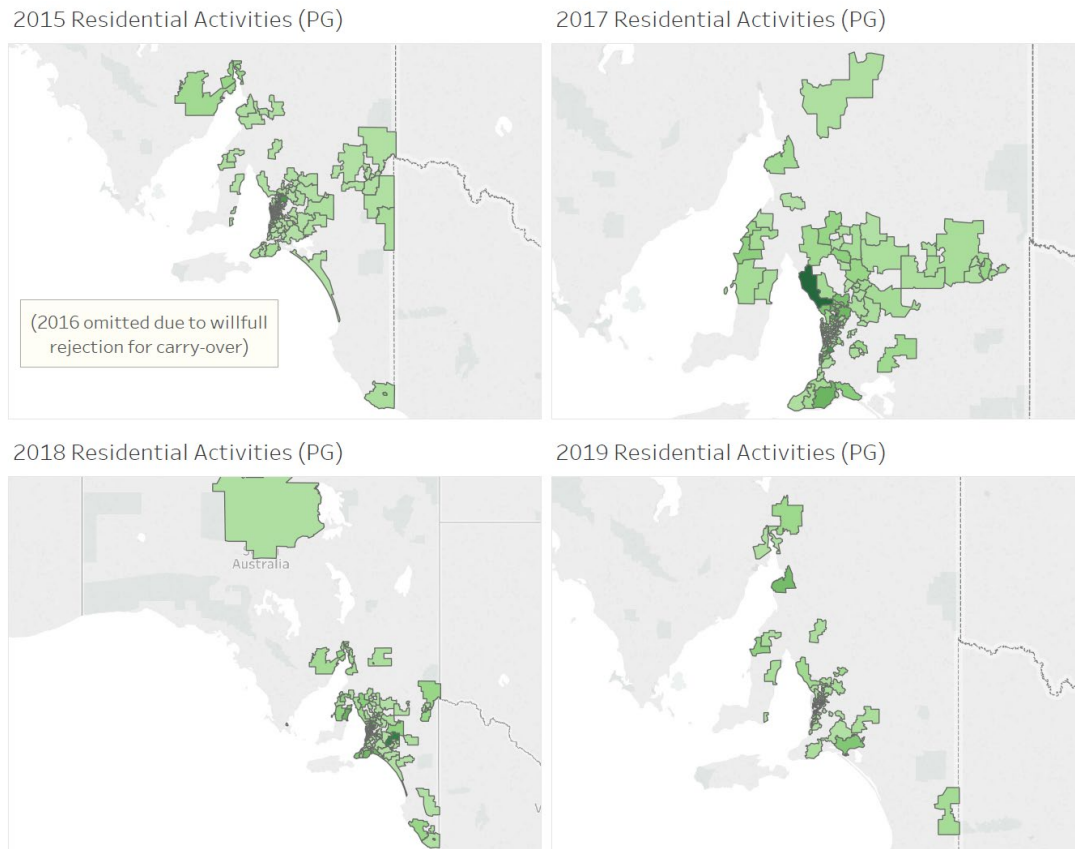 2015 Residential Activities (PG)
2017 Residential Activities (PG)
(2016 omitted due to willfull
rejection for carry-over)
2018 Residential Activities (PG)
2019 Residential Activities (PG)
Australia